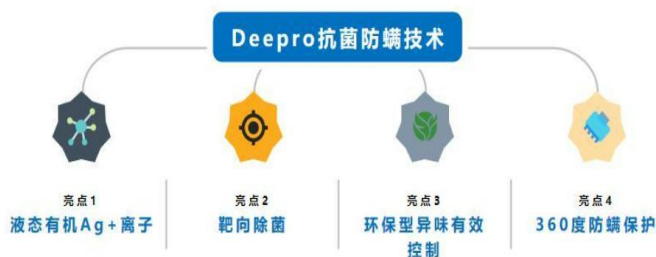 Deepro抗菌防螨技术
亮点1
液态有机Ag+离子
亮点2
靶向除菌
亮点3
环保型异味有效
控制
亮点4
360度防螨保护